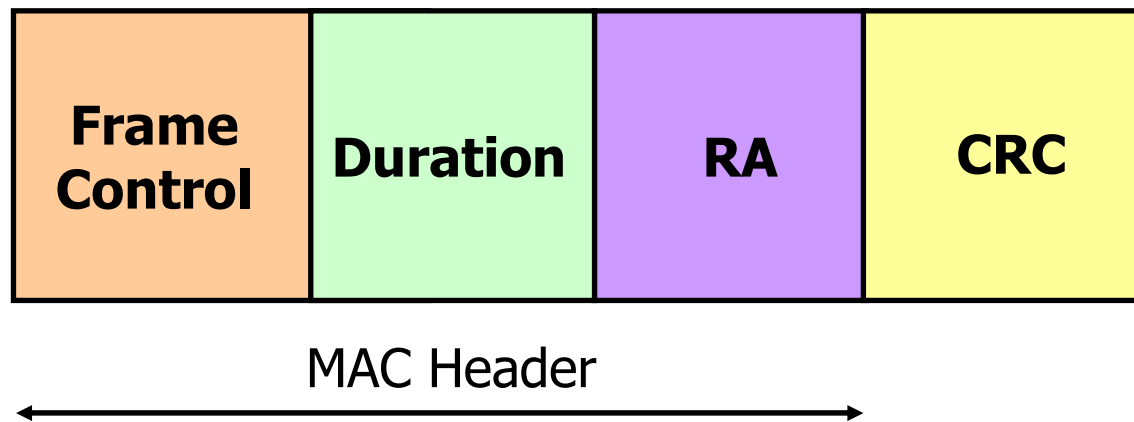 Frame
Control
Duration
RA
CRC
MAC Header